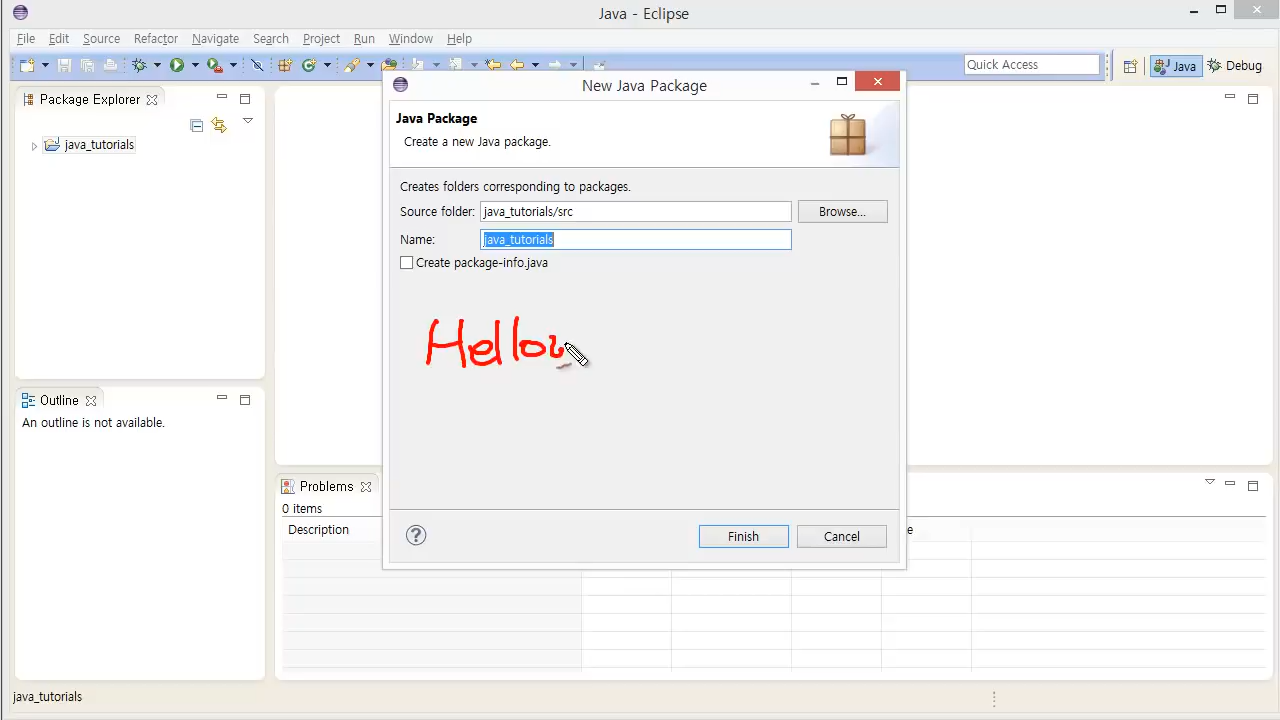 Java - Eclipse
File Edit Source Refactor Navigate Search Project Run Window Help
Quick Access Java Debug
Package Explorer
java_tutorials
New Java Package
Java Package
Create a new Java package.
Creates folders corresponding to packages.
Source folder: java_tutorials/src Browse...
Name: java_tutorials
Create package-info.java
Outline
An outline is not available.
Problems
0 items
Description
Finish Cancel
java_tutorials